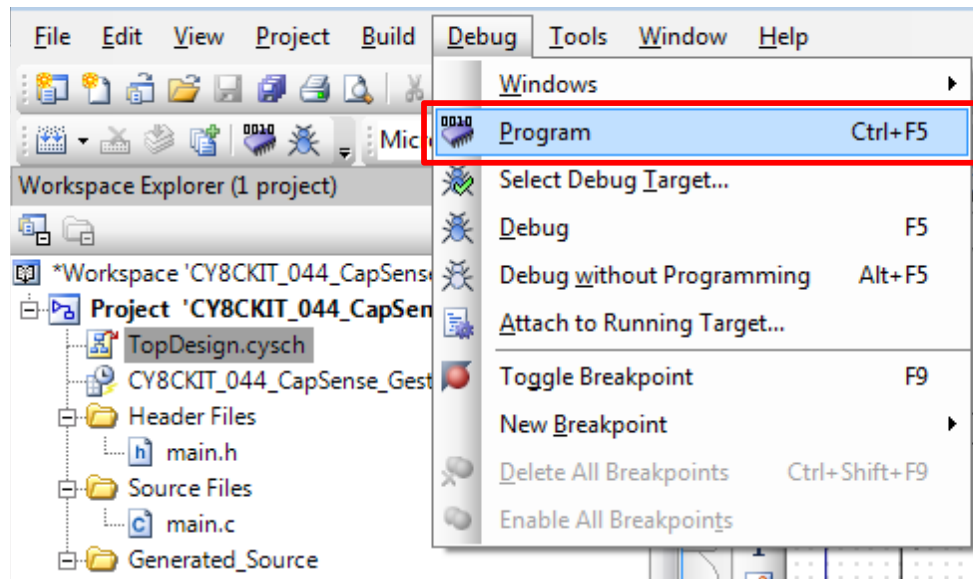 File Edit View Project Build Debug Tools Window Help
Windows
Program Ctrl+F5
Mic
Workspace Explorer (1 project)
Select Debug Target...
Debug F5
*Workspace 'CY8CKIT_044_CapSens
Debug without Programming Alt+F5
Project 'CY8CKIT_044_CapSen
Attach to Running Target...
TopDesign.cysch
CY8CKIT_044_CapSense_Gest
Toggle Breakpoint F9
Header Files
New Breakpoint
main.h
Delete All Breakpoints Ctrl+Shift+F9
Source Files
main.c
Enable All Breakpoints
Generated_Source